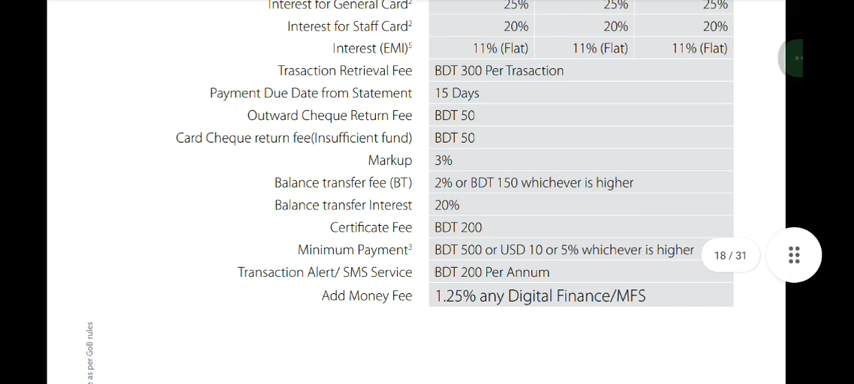 Interest for General Card² 25% 25% 25%
Interest for Staff Card² 20% 20% 20%
Interest (EMI)⁵ 11% (Flat) 11% (Flat) 11% (Flat)
Trasaction Retrieval Fee BDT 300 Per Trasaction
Payment Due Date from Statement 15 Days
Outward Cheque Return Fee BDT 50
Card Cheque return fee(Insufficient fund) BDT 50
Markup 3%
Balance transfer fee (BT) 2% or BDT 150 whichever is higher
Balance transfer Interest 20%
Certificate Fee BDT 200
Minimum Payment³ BDT 500 or USD 10 or 5% whichever is higher
18 / 31
Transaction Alert/ SMS Service BDT 200 Per Annum
Add Money Fee 1.25% any Digital Finance/MFS
e as per GoB rules